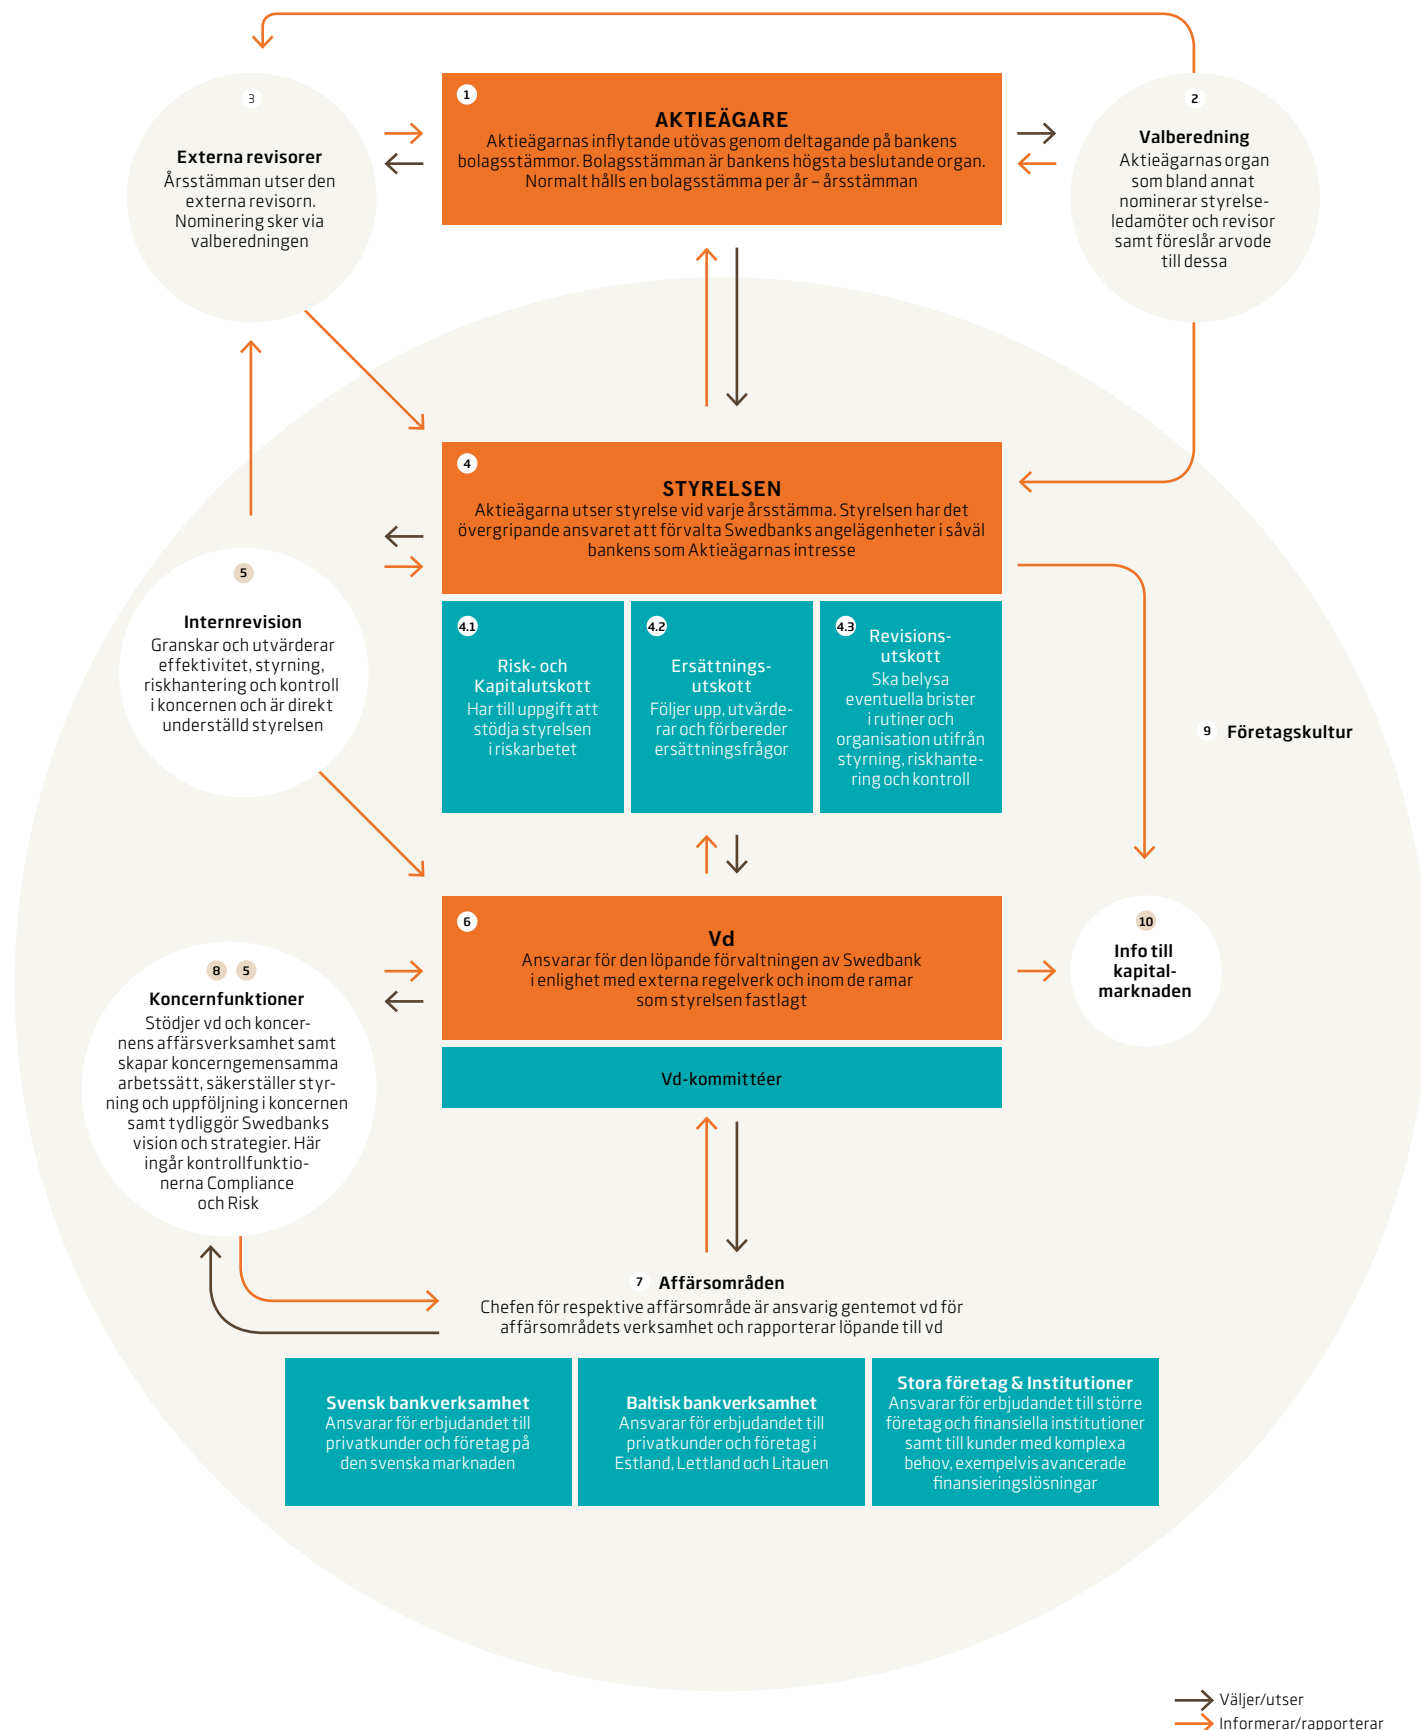 3
Externa revisorer
Årsstämman utser den
externa revisorn.
Nominering sker via
valberedningen
1
AKTIEÄGARE
Aktieägarnas inflytande utövas genom deltagande på bankens
bolagsstämmor. Bolagsstämman är bankens högsta beslutande organ.
Normalt hålls en bolagsstämma per år – årsstämman
2
Valberedning
Aktieägarnas organ
som bland annat
nominerar styrelse-
ledamöter och revisor
samt föreslår arvode
till dessa
4
STYRELSEN
Aktieägarna utser styrelse vid varje årsstämma. Styrelsen har det
övergripande ansvaret att förvalta Swedbanks angelägenheter i såväl
bankens som Aktieägarnas intresse
5
Internrevision
Granskar och utvärderar
effektivitet, styrning,
riskhantering och kontroll
i koncernen och är direkt
underställd styrelsen
4.1
Risk- och
Kapitalutskott
Har till uppgift att
stödja styrelsen
i riskarbetet
4.2
Ersättnings-
utskott
Följer upp, utvärde-
rar och förbereder
ersättningsfrågor
4.3
Revisions-
utskott
Ska belysa
eventuella brister
i rutiner och
organisation utifrån
styrning, riskhante-
ring och kontroll
9 Företagskultur
6
Vd
Ansvarar för den löpande förvaltningen av Swedbank
i enlighet med externa regelverk och inom de ramar
som styrelsen fastlagt
Vd-kommittéer
10
Info till
kapital-
marknaden
8 5
Koncernfunktioner
Stödjer vd och koncer-
nens affärsverksamhet samt
skapar koncerngemensamma
arbetssätt, säkerställer styr-
ning och uppföljning i koncernen
samt tydliggör Swedbanks
vision och strategier. Här
ingår kontrollfunktio-
nerna Compliance
och Risk
7 Affärsområden
Chefen för respektive affärsområde är ansvarig gentemot vd för
affärsområdets verksamhet och rapporterar löpande till vd
Svensk bankverksamhet
Ansvarar för erbjudandet till
privatkunder och företag på
den svenska marknaden
Baltisk bankverksamhet
Ansvarar för erbjudandet till
privatkunder och företag i
Estland, Lettland och Litauen
Stora företag & Institutioner
Ansvarar för erbjudandet till större
företag och finansiella institutioner
samt till kunder med komplexa
behov, exempelvis avancerade
finansieringslösningar
Väljer/utser
Informerar/rapporterar